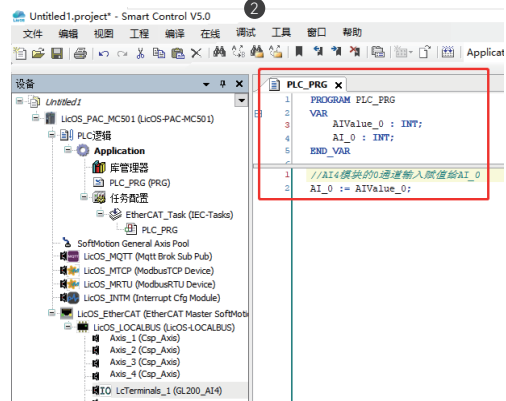 2
Untitled1.project* - Smart Control V5.0
文件 编辑 视图 工程 编译 在线 调试 工具 窗口 帮助
Applicat
设备
Untitled1
LicOS_PAC_MC501 (LicOS-PAC-MC501)
PLC逻辑
Application
库管理器
PLC_PRG (PRG)
任务配置
EtherCAT_Task (IEC-Tasks)
PLC_PRG
SoftMotion General Axis Pool
LicOS_MQTT (Mqtt Brok Sub Pub)
LicOS_MTCP (ModbusTCP Device)
LicOS_MRTU (ModbusRTU Device)
LicOS_INTM (Interrupt Cfg Module)
LicOS_EtherCAT (EtherCAT Master SoftMoti
LicOS_LOCALBUS (LicOS-LOCALBUS)
Axis_1 (Csp_Axis)
Axis_2 (Csp_Axis)
Axis_3 (Csp_Axis)
Axis_4 (Csp_Axis)
IO LcTerminals_1 (GL200_AI4)
PLC_PRG
1 PROGRAM PLC_PRG
2 VAR
3 AIValue_0 : INT;
4 AI_0 : INT;
5 END_VAR
1 //AI4模块的0通道输入赋值给AI_0
2 AI_0 := AIValue_0;